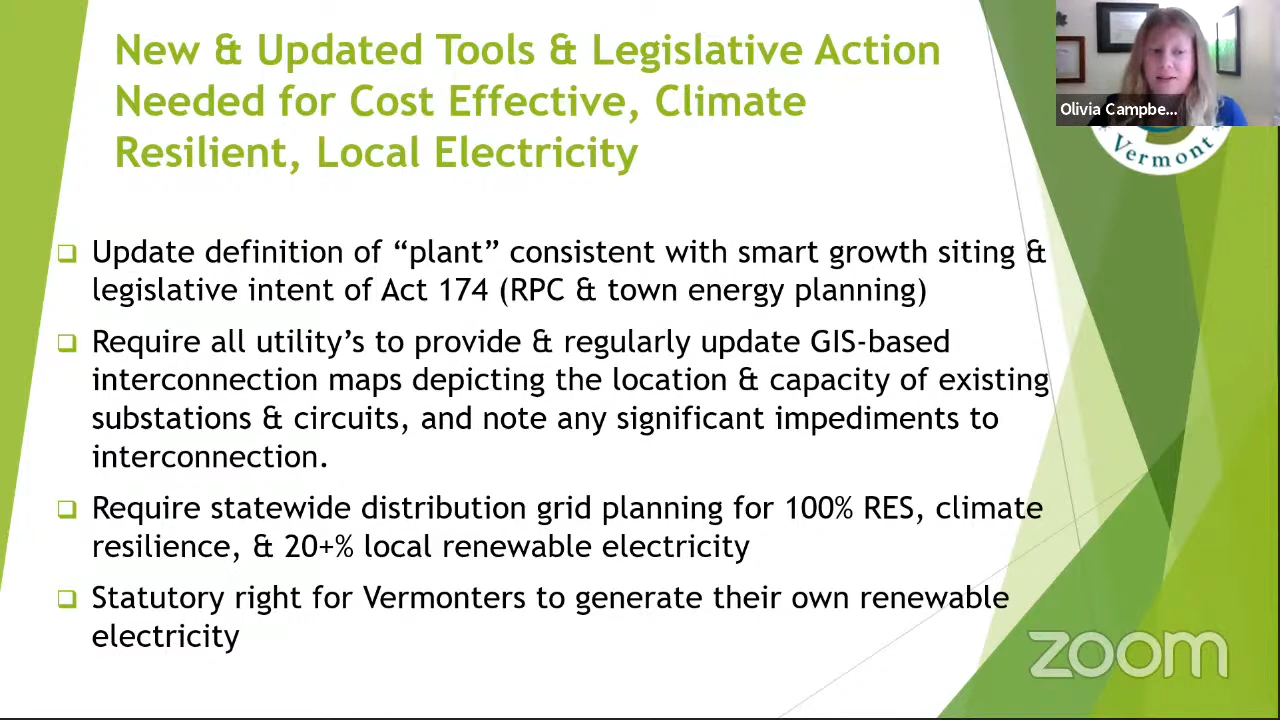 New & Updated Tools & Legislative Action
Needed for Cost Effective, Climate
Resilient, Local Electricity
Olivia Campbe...
Vermont
❑ Update definition of “plant” consistent with smart growth siting &
legislative intent of Act 174 (RPC & town energy planning)
❑ Require all utility’s to provide & regularly update GIS-based
interconnection maps depicting the location & capacity of existing
substations & circuits, and note any significant impediments to
interconnection.
❑ Require statewide distribution grid planning for 100% RES, climate
resilience, & 20+% local renewable electricity
❑ Statutory right for Vermonters to generate their own renewable
electricity
zoom